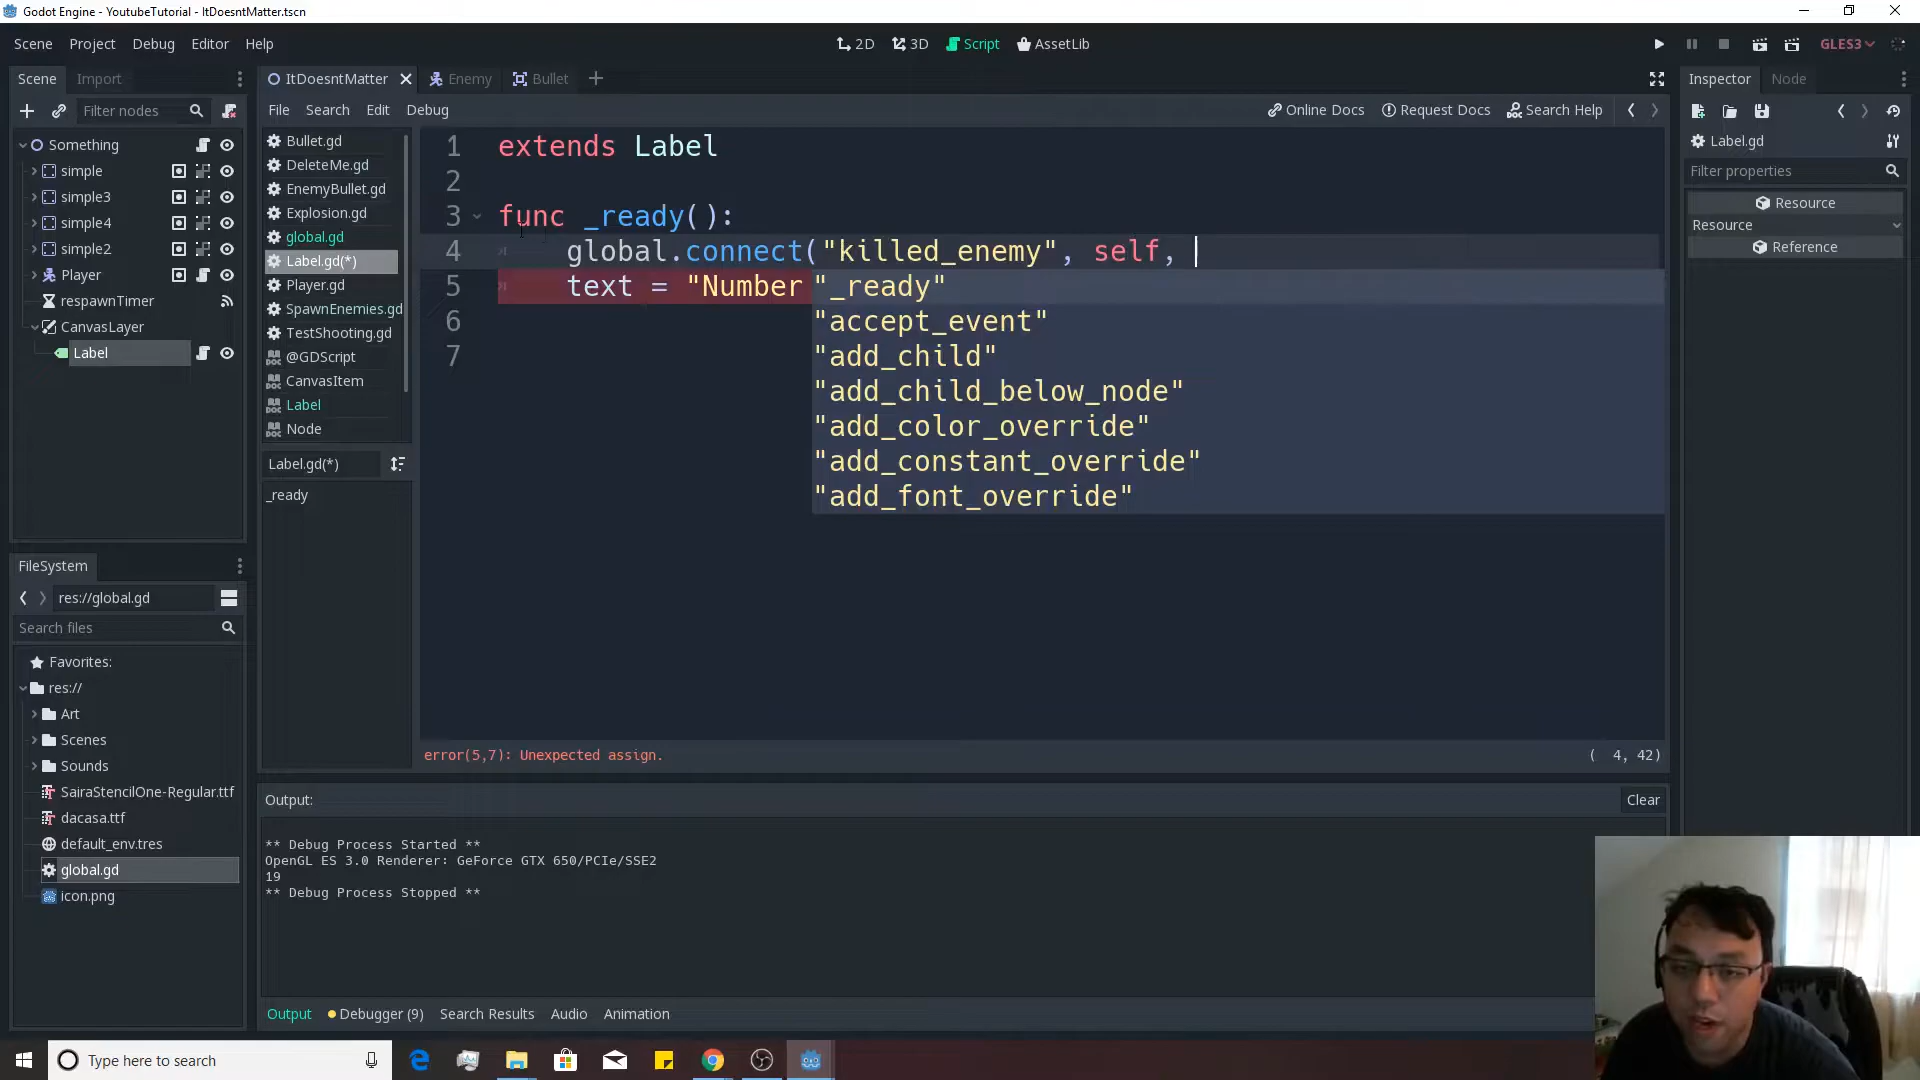 Godot Engine - YoutubeTutorial - ItDoesntMatter.tscn
Scene Project Debug Editor Help
2D 3D Script AssetLib
GLES3
Scene Import
ItDoesntMatter Enemy Bullet
Inspector Node
Filter nodes
File Search Edit Debug
Online Docs Request Docs Search Help
Something
simple
simple3
simple4
simple2
Player
respawnTimer
CanvasLayer
Label
Bullet.gd
DeleteMe.gd
EnemyBullet.gd
Explosion.gd
global.gd
Label.gd(*)
Player.gd
SpawnEnemies.gd
TestShooting.gd
@GDScript
CanvasItem
Label
Node
Label.gd(*)
_ready
1 extends Label
2
3 func _ready():
4 global.connect("killed_enemy", self,
5 text = "Number
6
7
"_ready"
"accept_event"
"add_child"
"add_child_below_node"
"add_color_override"
"add_constant_override"
"add_font_override"
error(5,7): Unexpected assign.
( 4, 42)
Label.gd
Filter properties
Resource
Resource
Reference
FileSystem
res://global.gd
Search files
Favorites:
res://
Art
Scenes
Sounds
SairaStencilOne-Regular.ttf
dacasa.ttf
default_env.tres
global.gd
icon.png
Output:
Clear
** Debug Process Started **
OpenGL ES 3.0 Renderer: GeForce GTX 650/PCIe/SSE2
19
** Debug Process Stopped **
Output Debugger (9) Search Results Audio Animation
Type here to search